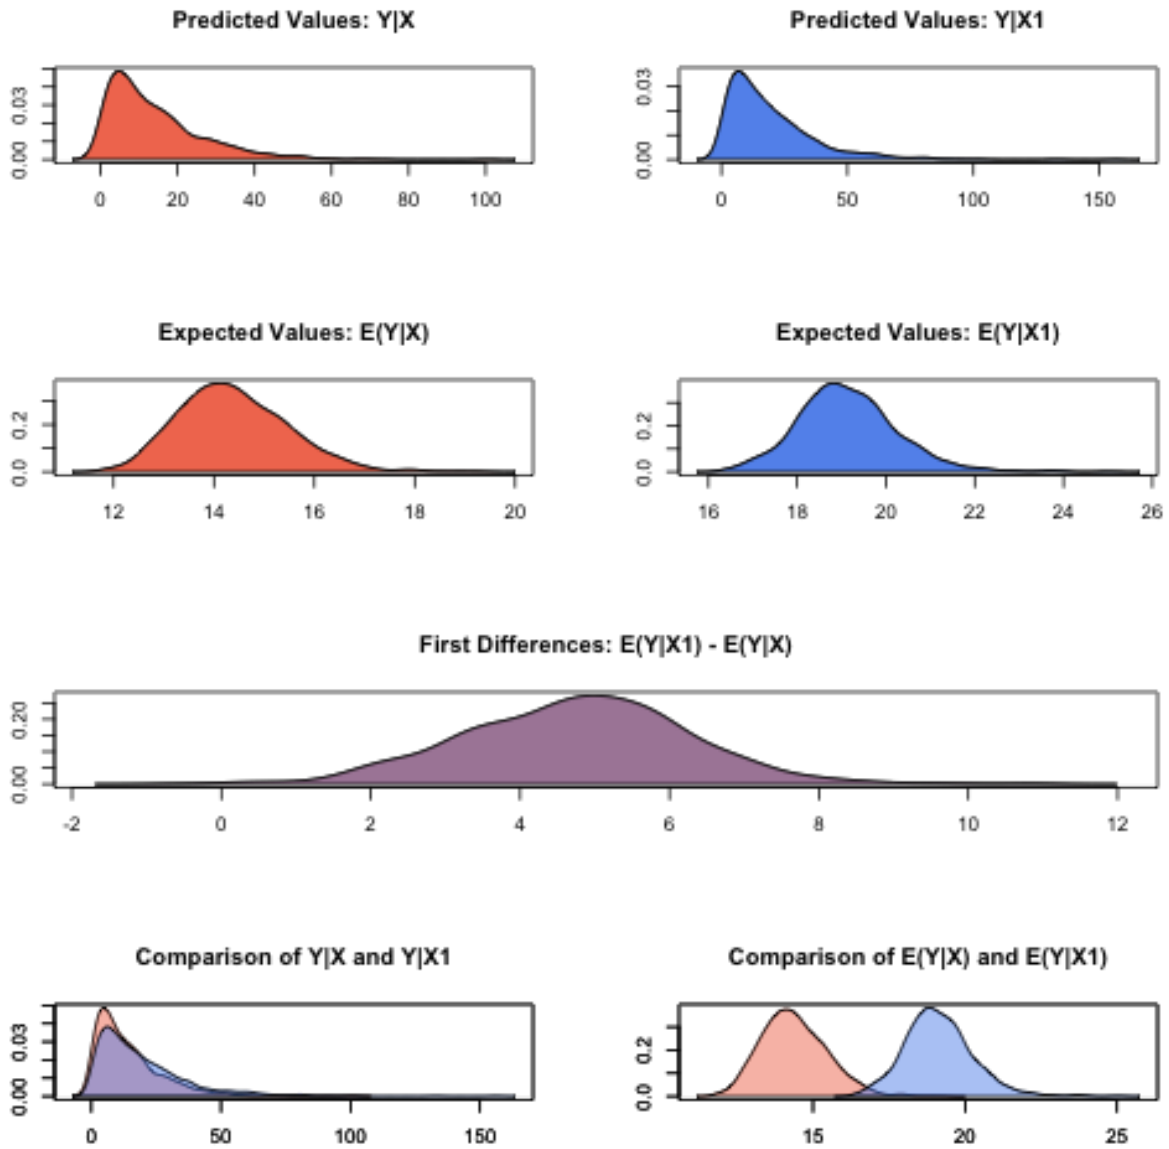 Predicted Values: Y|X
0.00 0.03
0 20 40 60 80 100
Predicted Values: Y|X1
0.00 0.03
0 50 100 150
Expected Values: E(Y|X)
0.0 0.2
12 14 16 18 20
Expected Values: E(Y|X1)
0.0 0.2
16 18 20 22 24 26
First Differences: E(Y|X1) - E(Y|X)
0.00 0.20
-2 0 2 4 6 8 10 12
Comparison of Y|X and Y|X1
0.00 0.03
0 50 100 150
Comparison of E(Y|X) and E(Y|X1)
0.0 0.2
15 20 25